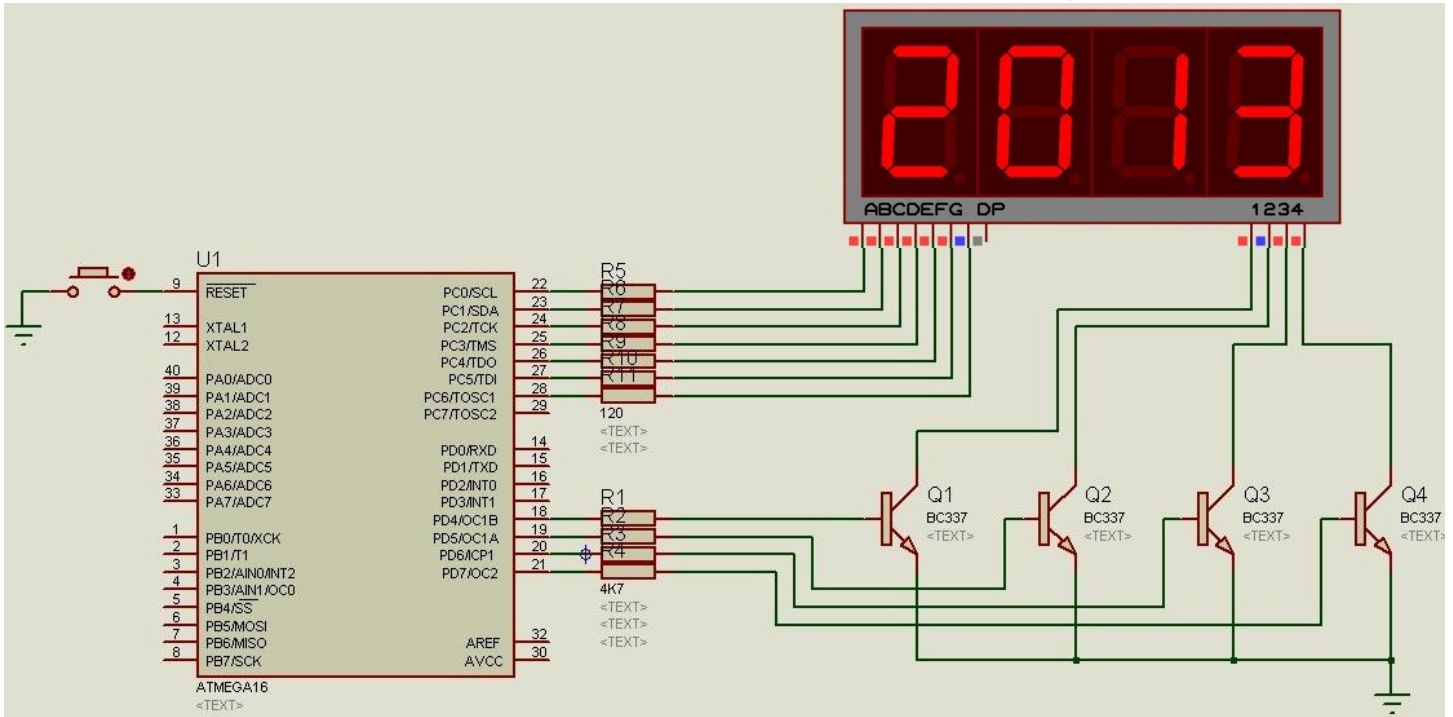 2013
ABCDEFG DP
1234
U1
9
RESET
13
XTAL1
12
XTAL2
40
PA0/ADC0
39
PA1/ADC1
38
PA2/ADC2
37
PA3/ADC3
36
PA4/ADC4
35
PA5/ADC5
34
PA6/ADC6
33
PA7/ADC7
1
PB0/T0/XCK
2
PB1/T1
3
PB2/AIN0/INT2
4
PB3/AIN1/OC0
5
PB4/SS
6
PB5/MOSI
7
PB6/MISO
8
PB7/SCK
PC0/SCL
22
PC1/SDA
23
PC2/TCK
24
PC3/TMS
25
PC4/TDO
26
PC5/TDI
27
PC6/TOSC1
28
PC7/TOSC2
29
PD0/RXD
14
PD1/TXD
15
PD2/INT0
16
PD3/INT1
17
PD4/OC1B
18
PD5/OC1A
19
PD6/ICP1
20
PD7/OC2
21
AREF
32
AVCC
30
ATMEGA16
<TEXT>
R5
R6
R7
R8
R9
R10
R11
120
<TEXT>
<TEXT>
R1
R2
R3
R4
4K7
<TEXT>
<TEXT>
<TEXT>
Q1
BC337
<TEXT>
Q2
BC337
<TEXT>
Q3
BC337
<TEXT>
Q4
BC337
<TEXT>